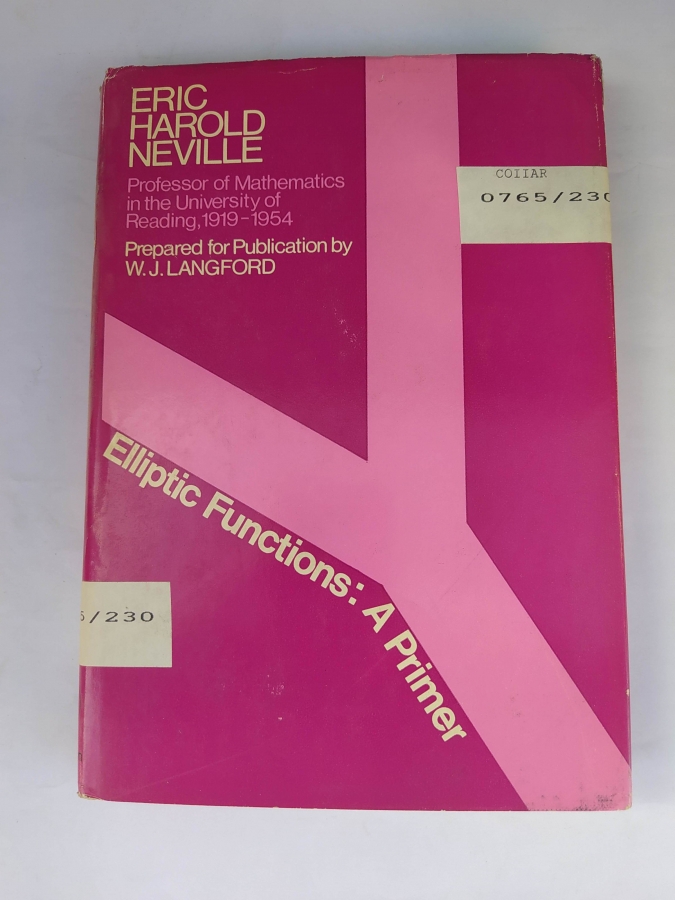 ERIC
HAROLD
NEVILLE
Professor of Mathematics
in the University of
Reading, 1919-1954
Prepared for Publication by
W. J. LANGFORD
COIIAR
0765/230
Elliptic Functions: A Primer
/230